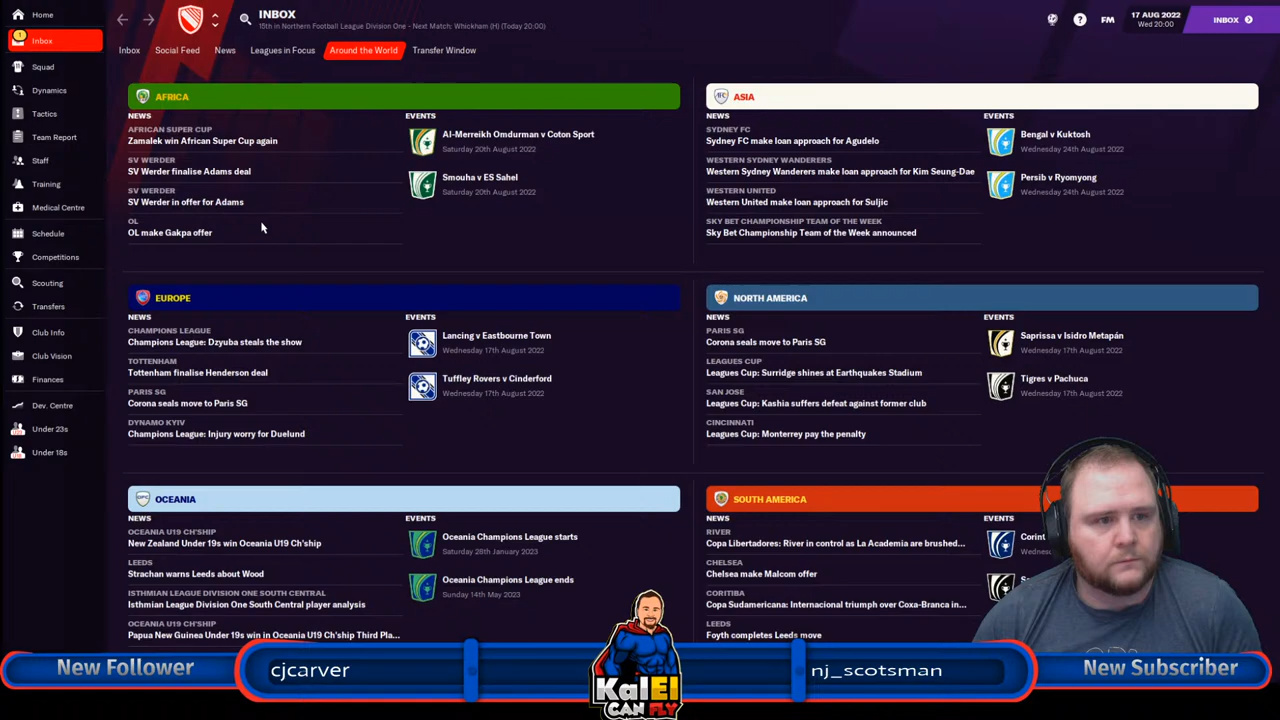 Home
INBOX
15th in Northern Football League Division One - Next Match: Whickham (H) (Today 20:00)
FM
17 AUG 2022
Wed 20:00
INBOX
1
Inbox
Inbox
Social Feed
News
Leagues in Focus
Around the World
Transfer Window
Squad
Dynamics
Tactics
Team Report
Staff
Training
Medical Centre
Schedule
Competitions
Scouting
Transfers
Club Info
Club Vision
Finances
Dev. Centre
Under 23s
Under 18s
AFRICA
NEWS
AFRICAN SUPER CUP
Zamalek win African Super Cup again
SV WERDER
SV Werder finalise Adams deal
SV WERDER
SV Werder in offer for Adams
OL
OL make Gakpa offer
EVENTS
Al-Merreikh Omdurman v Coton Sport
Saturday 20th August 2022
Smouha v ES Sahel
Saturday 20th August 2022
ASIA
NEWS
SYDNEY FC
Sydney FC make loan approach for Agudelo
WESTERN SYDNEY WANDERERS
Western Sydney Wanderers make loan approach for Kim Seung-Dae
WESTERN UNITED
Western United make loan approach for Suljic
SKY BET CHAMPIONSHIP TEAM OF THE WEEK
Sky Bet Championship Team of the Week announced
EVENTS
Bengal v Kuktosh
Wednesday 24th August 2022
Persib v Ryomyong
Wednesday 24th August 2022
EUROPE
NEWS
CHAMPIONS LEAGUE
Champions League: Dzyuba steals the show
TOTTENHAM
Tottenham finalise Henderson deal
PARIS SG
Corona seals move to Paris SG
DYNAMO KYIV
Champions League: Injury worry for Duelund
EVENTS
Lancing v Eastbourne Town
Wednesday 17th August 2022
Tuffley Rovers v Cinderford
Wednesday 17th August 2022
NORTH AMERICA
NEWS
PARIS SG
Corona seals move to Paris SG
LEAGUES CUP
Leagues Cup: Surridge shines at Earthquakes Stadium
SAN JOSE
Leagues Cup: Kashia suffers defeat against former club
CINCINNATI
Leagues Cup: Monterrey pay the penalty
EVENTS
Saprissa v Isidro Metapán
Wednesday 17th August 2022
Tigres v Pachuca
Wednesday 17th August 2022
OCEANIA
NEWS
OCEANIA U19 CH'SHIP
New Zealand Under 19s win Oceania U19 Ch'ship
LEEDS
Strachan warns Leeds about Wood
ISTHMIAN LEAGUE DIVISION ONE SOUTH CENTRAL
Isthmian League Division One South Central player analysis
OCEANIA U19 CH'SHIP
Papua New Guinea Under 19s win in Oceania U19 Ch'ship Third Pla...
EVENTS
Oceania Champions League starts
Saturday 28th January 2023
Oceania Champions League ends
Sunday 14th May 2023
SOUTH AMERICA
NEWS
RIVER
Copa Libertadores: River in control as La Academia are brushed...
CHELSEA
Chelsea make Malcom offer
CORITIBA
Copa Sudamericana: Internacional triumph over Coxa-Branca in...
LEEDS
Foyth completes Leeds move
EVENTS
Corint
Wednes
New Follower
cjcarver
KalEl
CAN FLY
nj_scotsman
New Subscriber